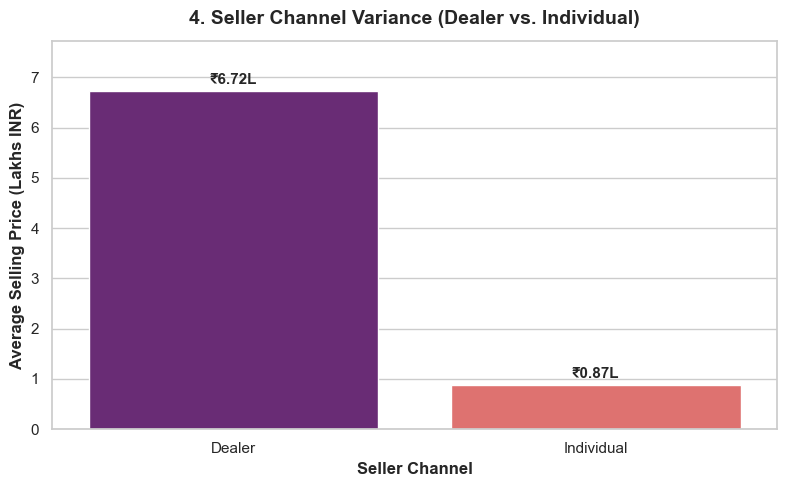 4. Seller Channel Variance (Dealer vs. Individual)
Average Selling Price (Lakhs INR)
7
6
5
4
3
2
1
0
₹6.72L
₹0.87L
Dealer
Individual
Seller Channel